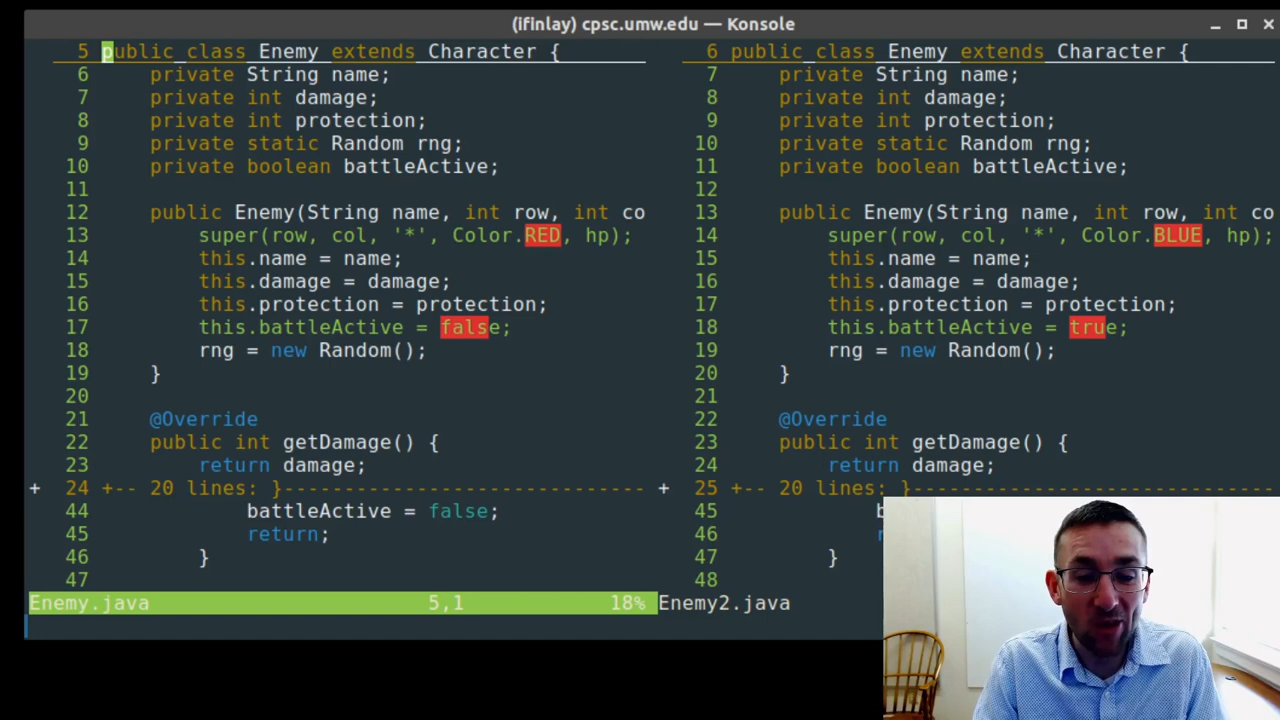 (ifinlay) cpsc.umw.edu — Konsole
5 public class Enemy extends Character {
6 private String name;
7 private int damage;
8 private int protection;
9 private static Random rng;
10 private boolean battleActive;
11
12 public Enemy(String name, int row, int co
13 super(row, col, '*', Color.RED, hp);
14 this.name = name;
15 this.damage = damage;
16 this.protection = protection;
17 this.battleActive = false;
18 rng = new Random();
19 }
20
21 @Override
22 public int getDamage() {
23 return damage;
+ 24 +-- 20 lines: }-------------------------------
44 battleActive = false;
45 return;
46 }
47
Enemy.java 5,1 18%
6 public class Enemy extends Character {
7 private String name;
8 private int damage;
9 private int protection;
10 private static Random rng;
11 private boolean battleActive;
12
13 public Enemy(String name, int row, int co
14 super(row, col, '*', Color.BLUE, hp);
15 this.name = name;
16 this.damage = damage;
17 this.protection = protection;
18 this.battleActive = true;
19 rng = new Random();
20 }
21
22 @Override
23 public int getDamage() {
24 return damage;
+ 25 +-- 20 lines: }-------------------------------
45
46
47 }
48
Enemy2.java